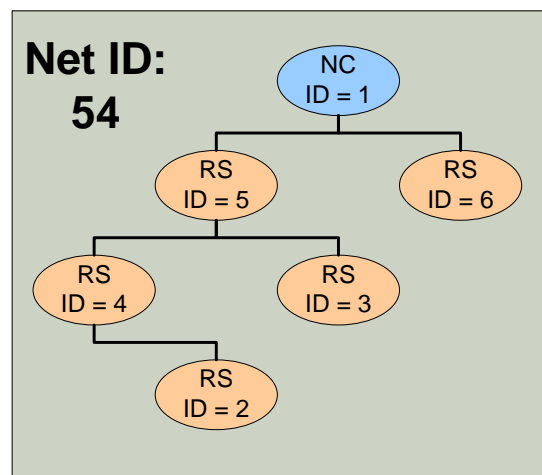 Net ID:
54
NC
ID = 1
RS
ID = 5
RS
ID = 6
RS
ID = 4
RS
ID = 3
RS
ID = 2